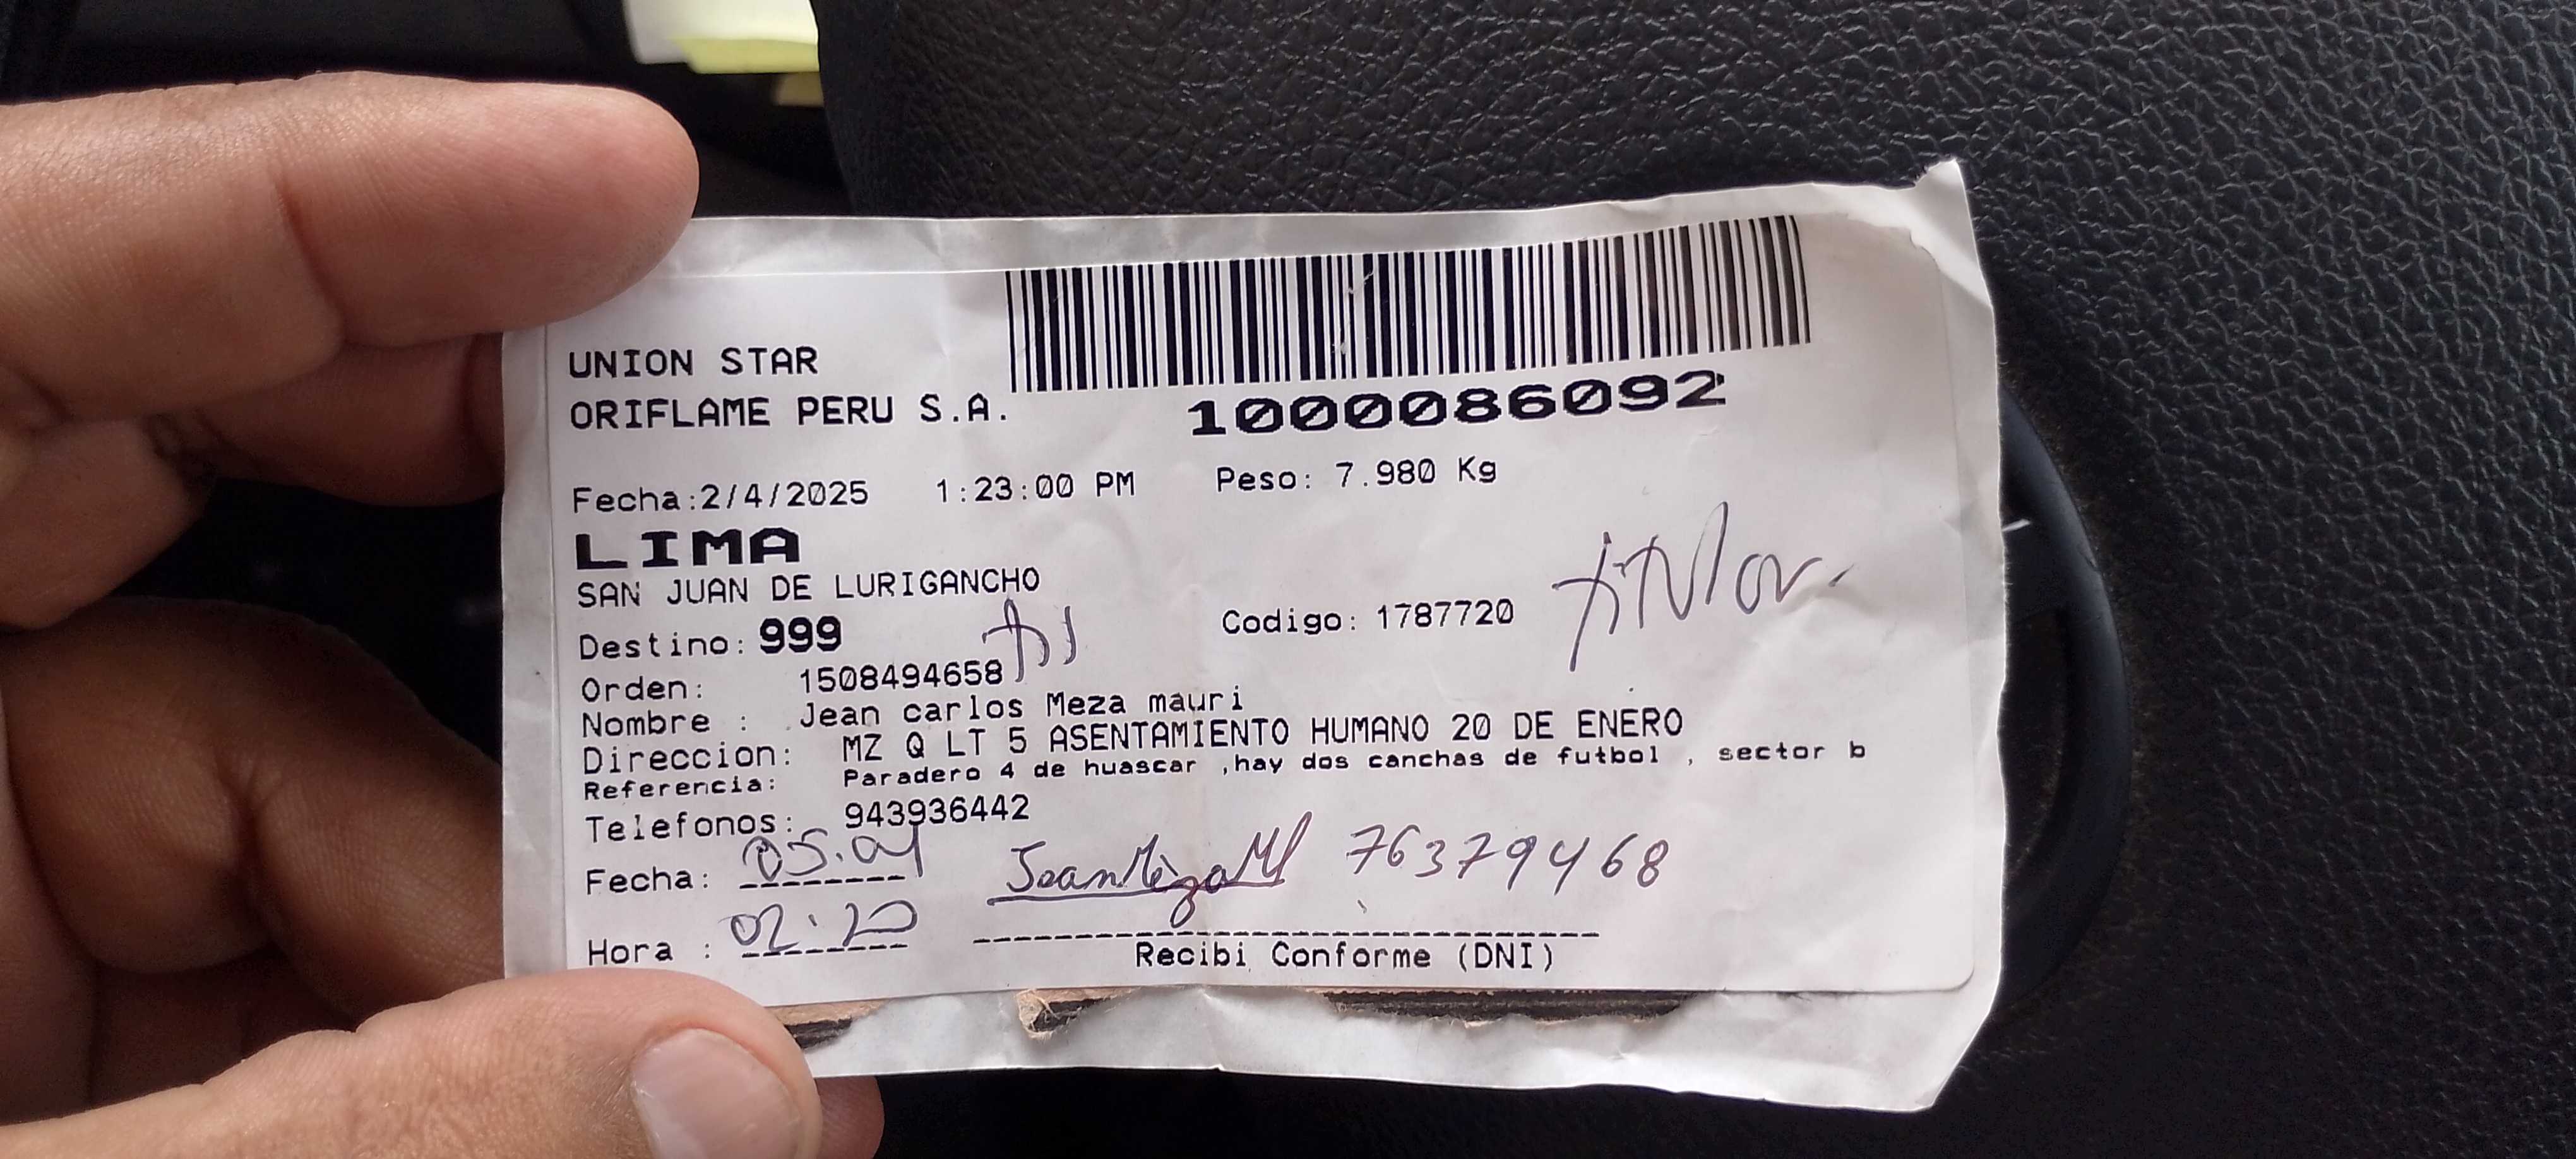 UNION STAR
ORIFLAME PERU S.A.
1000086092
Fecha:2/4/2025 1:23:00 PM Peso: 7.980 Kg
LIMA
SAN JUAN DE LURIGANCHO
Destino: 999 Codigo: 1787720
Orden: 1508494658
Nombre : Jean carlos Meza mauri
Direccion: MZ Q LT 5 ASENTAMIENTO HUMANO 20 DE ENERO
Referencia: Paradero 4 de huascar ,hay dos canchas de futbol , sector b
Telefonos: 943936442
Fecha: 05.04 76379468
Hora :
Recibi Conforme (DNI)